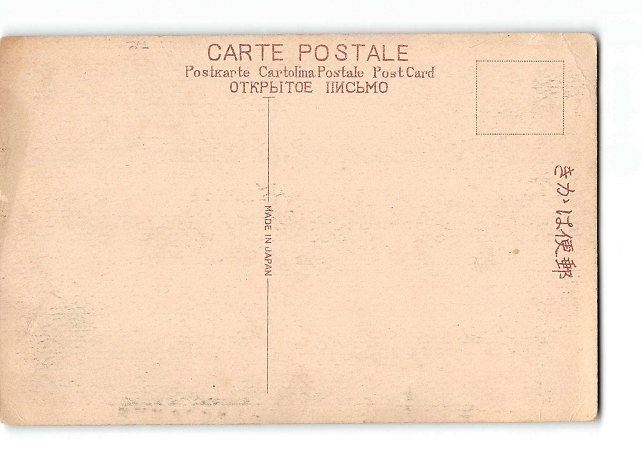 CARTE POSTALE
Postkarte Cartolina Postale Post Card
ОТКРЫТОЕ ПИСЬМО
MADE IN JAPAN
きかは便郵